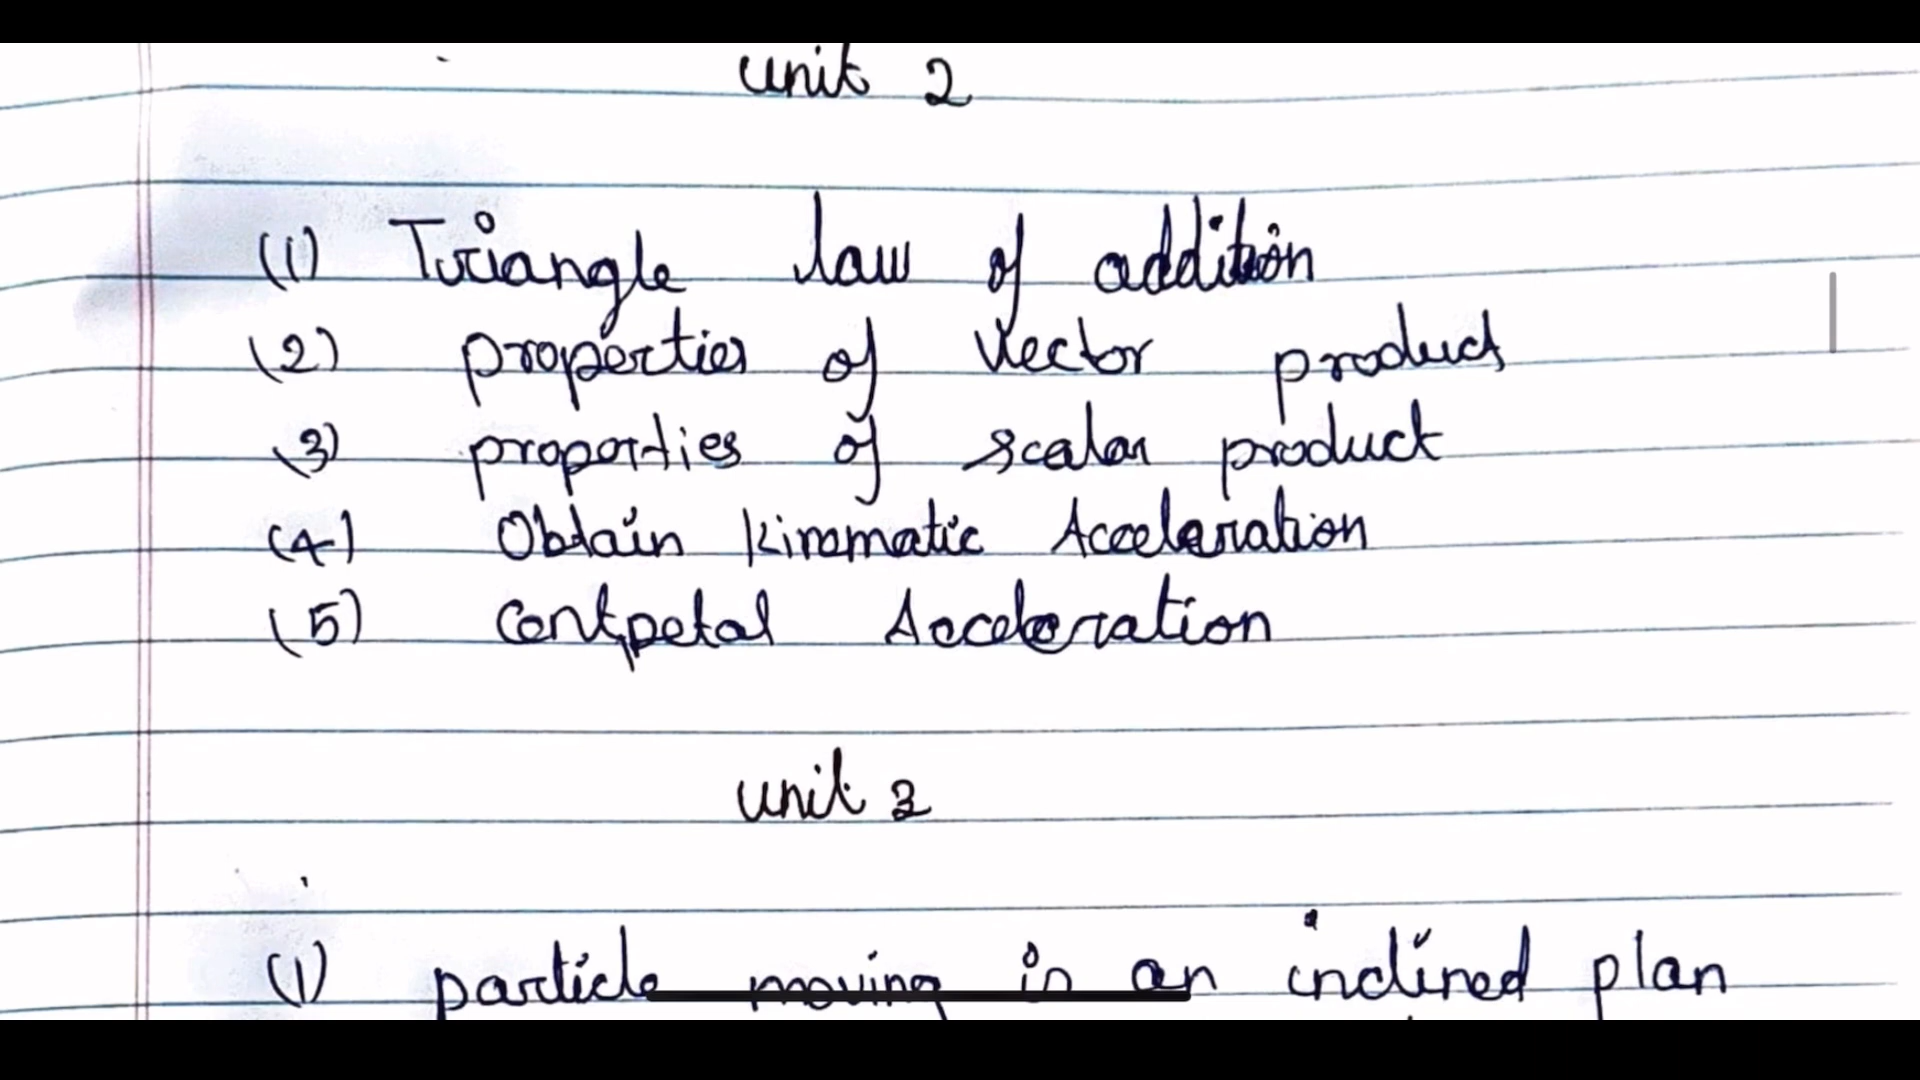 unit 2
(1) Triangle law of addition
(2) properties of Vector product
(3) properties of scalar product
(4) Obtain Kinematic Acceleration
(5) Centpetal Acceleration
unit 3
(1) particle moving in an inclined plan